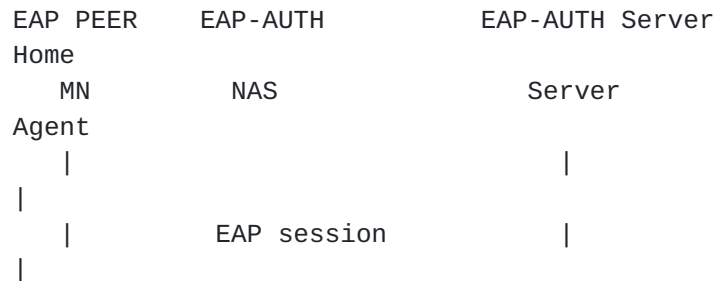 EAP PEER    EAP-AUTH          EAP-AUTH Server
Home
   MN         NAS                Server
Agent
   |                               |
|
   |         EAP session           |
|